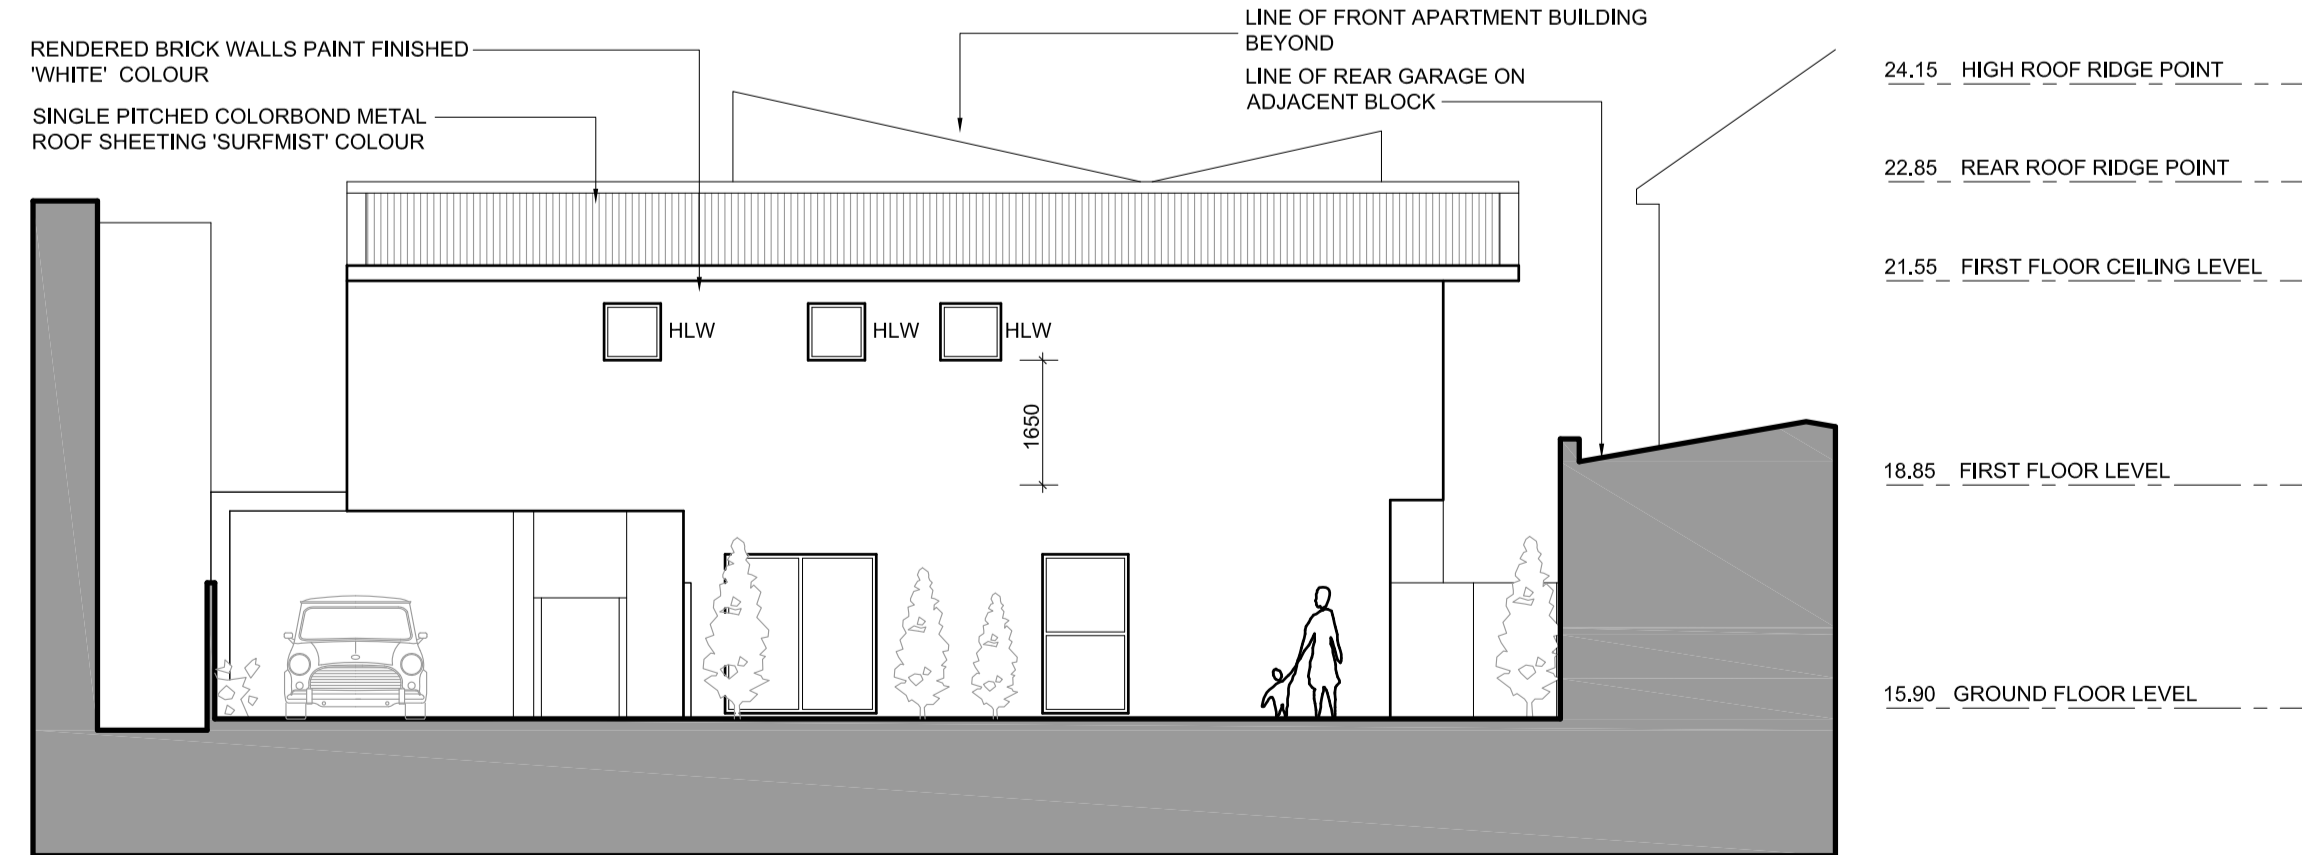 RENDERED BRICK WALLS PAINT FINISHED
'WHITE' COLOUR
SINGLE PITCHED COLORBOND METAL
ROOF SHEETING 'SURFMIST' COLOUR
LINE OF FRONT APARTMENT BUILDING
BEYOND
LINE OF REAR GARAGE ON
ADJACENT BLOCK
24.15 HIGH ROOF RIDGE POINT
22.85 REAR ROOF RIDGE POINT
21.55 FIRST FLOOR CEILING LEVEL
HLW
HLW
HLW
1650
18.85 FIRST FLOOR LEVEL
15.90 GROUND FLOOR LEVEL